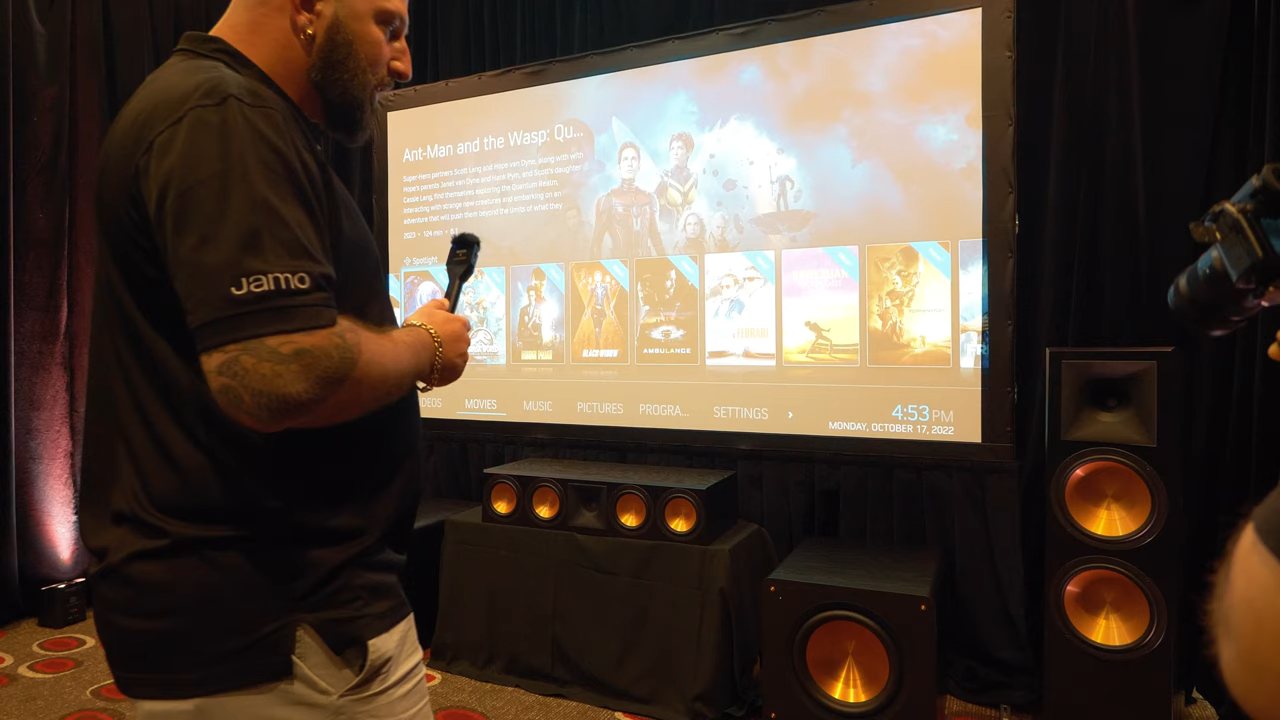 Ant-Man and the Wasp: Qu...
Super-Hero partners Scott Lang and Hope van Dyne, along with with
Hope's parents Janet van Dyne and Hank Pym, and Scott's daughter
Cassie Lang, find themselves exploring the Quantum Realm,
interacting with strange new creatures and embarking on an
adventure that will push them beyond the limits of what they
2023 • 124 min •
Spotlight
Jamo
BLACK WIDOW
AMBULANCE
FERRARI
DEOS
MOVIES
MUSIC
PICTURES
PROGRA...
SETTINGS
4:53 PM
MONDAY, OCTOBER 17, 2022